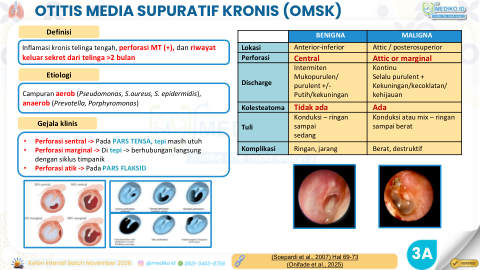 OTITIS MEDIA SUPURATIF KRONIS (OMSK)
MEDIKO.ID
Definisi
Inflamasi kronis telinga tengah, perforasi MT (+), dan riwayat
keluar sekret dari telinga >2 bulan
Etiologi
Campuran aerob (Pseudomonas, S.aureus, S. epidermidis),
anaerob (Prevotella, Porphyromonas)
Gejala klinis
• Perforasi sentral -> Pada PARS TENSA, tepi masih utuh
• Perforasi marginal -> Di tepi -> berhubungan langsung
dengan siklus timpanik
• Perforasi atik -> Pada PARS FLAKSID
BENIGNA MALIGNA
Lokasi Anterior-inferior Attic / posterosuperior
Perforasi Central Attic or marginal
Discharge
Intermiten
Mukopurulen/
purulent +/-
Putih/kekuningan
Kontinu
Selalu purulent +
Kekuningan/kecoklatan/
kehijauan
Kolesteatoma Tidak ada Ada
Tuli
Konduksi – ringan
sampai
sedang
Konduksi atau mix – ringan
sampai berat
Komplikasi Ringan, jarang Berat, destruktif
(Soepardi et al., 2007) Hal 69-73
(Onifade et al., 2025)
3A